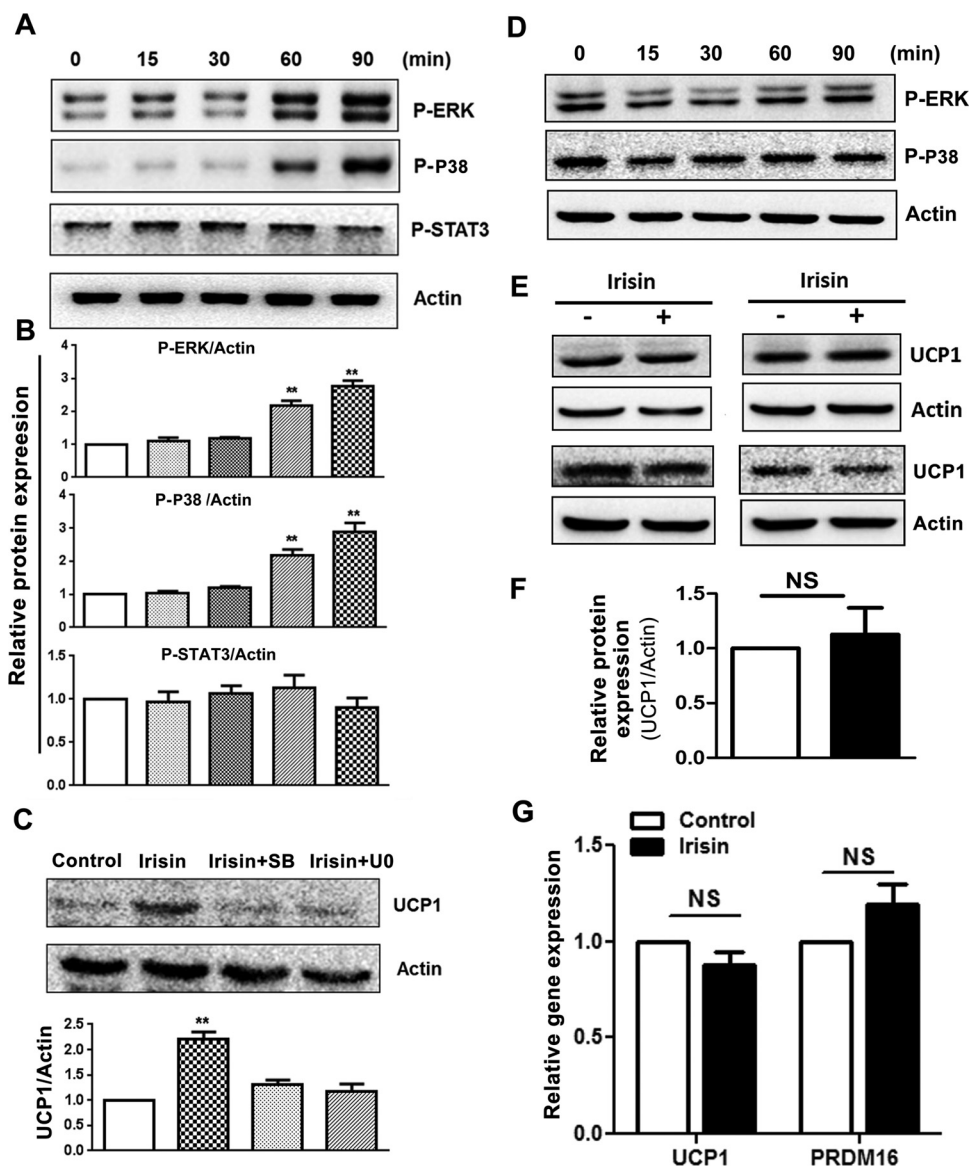 A
0 15 30 60 90 (min)
P-ERK
P-P38
P-STAT3
Actin
B
Relative protein expreesion
P-ERK/Actin
4
3
2
1
0
** **
P-P38 /Actin
4
3
2
1
0
** **
P-STAT3/Actin
1.5
1.0
0.5
0.0
C
Control Irisin Irisin+SB Irisin+U0
UCP1
Actin
UCP1/Actin
2.5
2.0
1.5
1.0
0.5
0.0
**
D
0 15 30 60 90 (min)
P-ERK
P-P38
Actin
E
Irisin Irisin
- + - +
UCP1
Actin
UCP1
Actin
F
Relative protein
expression
(UCP1/Actin)
1.5
1.0
0.5
0.0
NS
G
Control
Irisin
Relative gene expression
1.5
1.0
0.5
0.0
NS NS
UCP1 PRDM16